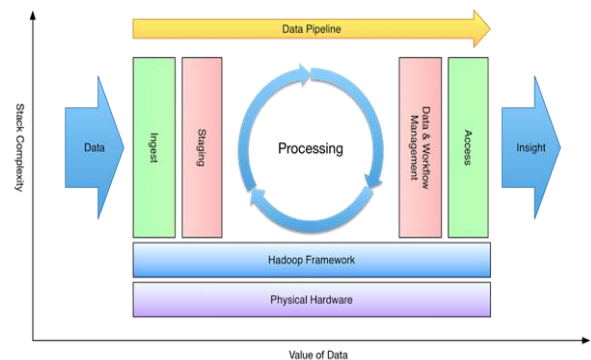 Data Pipeline
Stack Complexity
Data
Ingest
Staging
Processing
Data & Workflow
Management
Access
Insight
Hadoop Framework
Physical Hardware
Value of Data